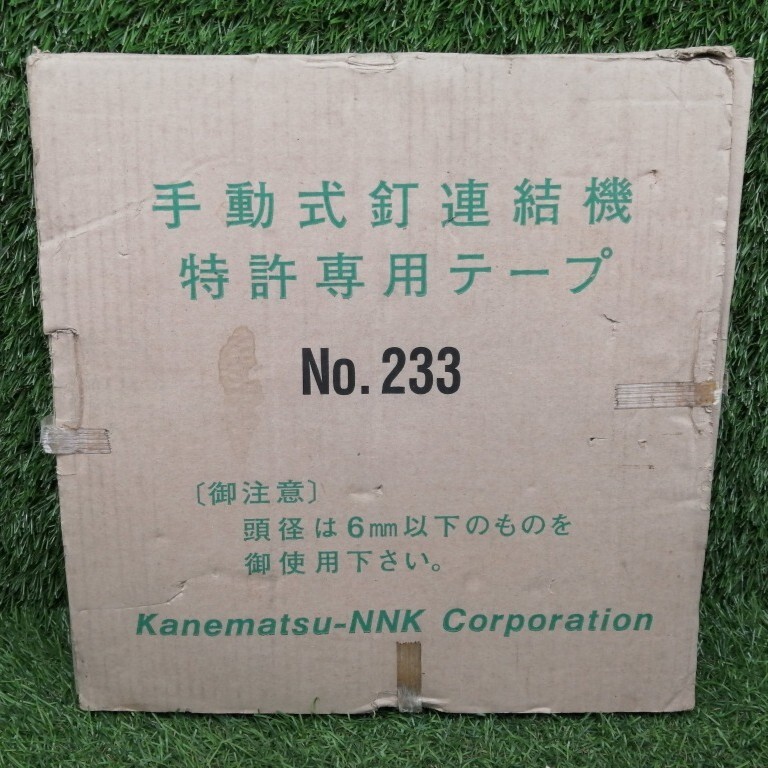 手動式釘連結機
特許専用テープ
No. 233
〔御注意〕
頭径は6㎜以下のものを
御使用下さい。
Kanematsu-NNK Corporation